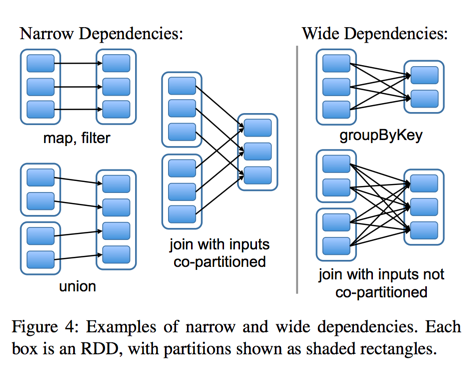 Narrow Dependencies:
Wide Dependencies:
map, filter
groupByKey
union
join with inputs
co-partitioned
join with inputs not
co-partitioned
Figure 4: Examples of narrow and wide dependencies. Each
box is an RDD, with partitions shown as shaded rectangles.